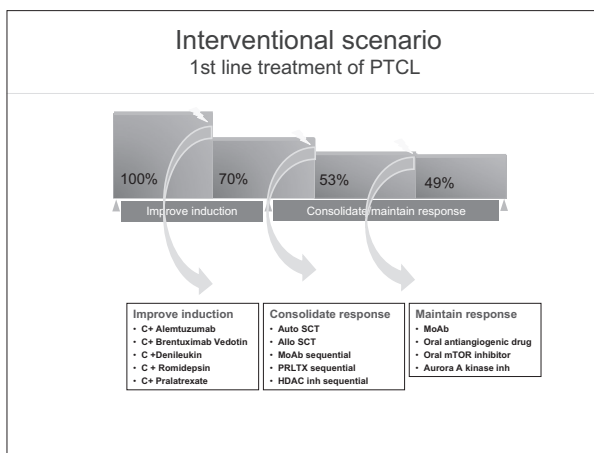 Interventional scenario
1st line treatment of PTCL
100%
70%
53%
49%
Improve induction
Consolidate/maintain response
Improve induction
• C+ Alemtuzumab
• C+ Brentuximab Vedotin
• C +Denileukin
• C + Romidepsin
• C+ Pralatrexate
Consolidate response
• Auto SCT
• Allo SCT
• MoAb sequential
• PRLTX sequential
• HDAC inh sequential
Maintain response
• MoAb
• Oral antiangiogenic drug
• Oral mTOR inhibitor
• Aurora A kinase inh